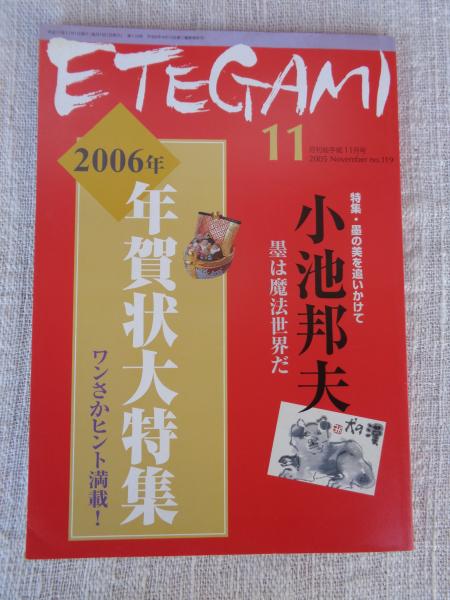 ETEGAMI
11
月刊絵手紙 11月号
2005 November no.119
特集・墨の美を追いかけて
小池邦夫
墨は魔法世界だ
2006年
年賀状大特集
ワンさかヒント満載！